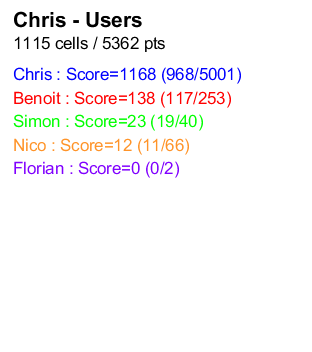 Chris - Users
1115 cells / 5362 pts
Chris : Score=1168 (968/5001)
Benoit : Score=138 (117/253)
Simon : Score=23 (19/40)
Nico : Score=12 (11/66)
Florian : Score=0 (0/2)